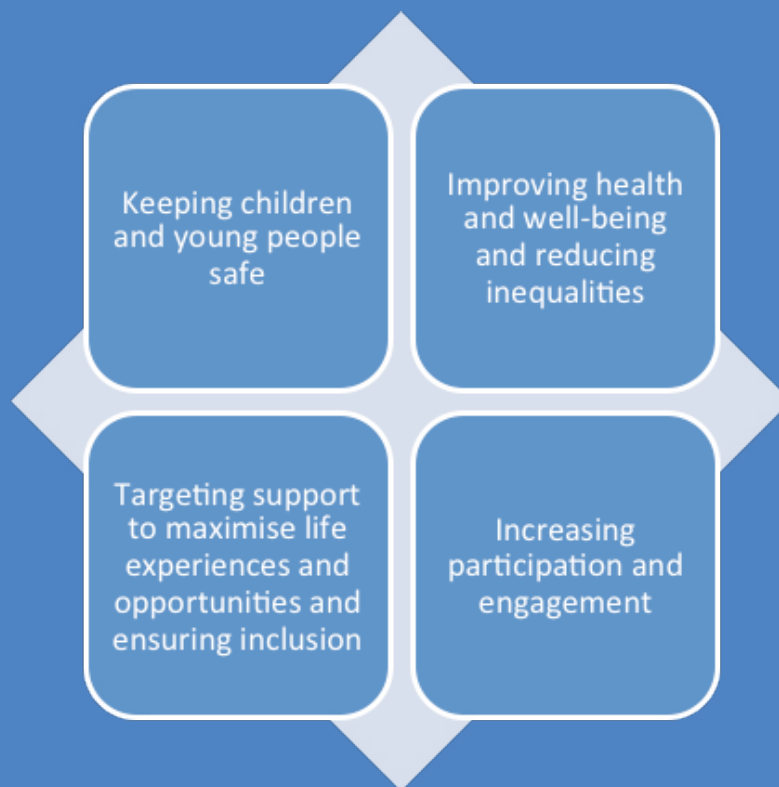 Keeping children
and young people
safe
Improving health
and well-being
and reducing
inequalities
Targeting support
to maximise life
experiences and
opportunities and
ensuring inclusion
Increasing
participation and
engagement